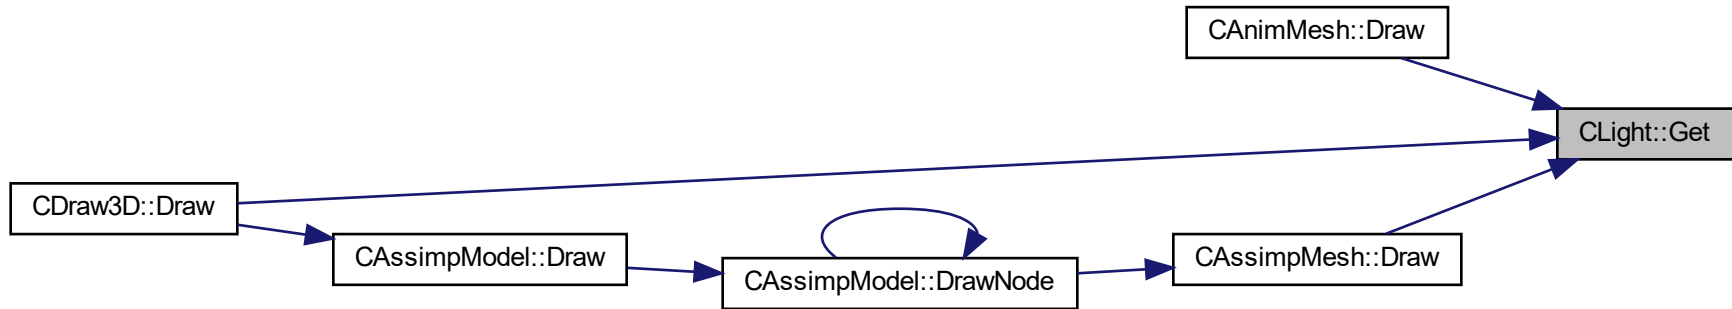 CAnimMesh::Draw
CLight::Get
CDraw3D::Draw
CAssimpModel::Draw
CAssimpModel::DrawNode
CAssimpMesh::Draw